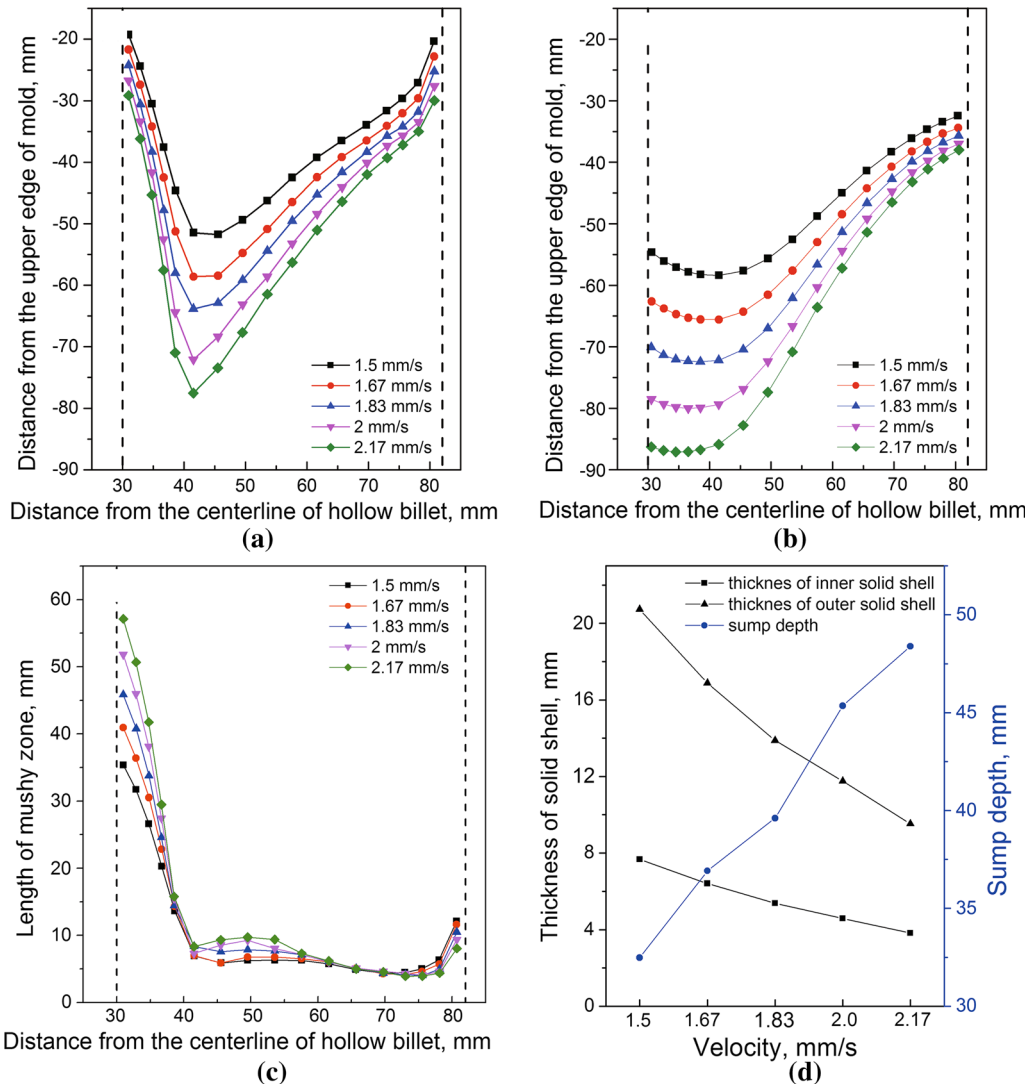 -20
-30
-40
-50
-60
-70
-80
-90
Distance from the upper edge of mold, mm
1.5 mm/s
1.67 mm/s
1.83 mm/s
2 mm/s
2.17 mm/s
30 40 50 60 70 80
Distance from the centerline of hollow billet, mm
(a)
-20
-30
-40
-50
-60
-70
-80
-90
Distance from the upper edge of mold, mm
1.5 mm/s
1.67 mm/s
1.83 mm/s
2 mm/s
2.17 mm/s
30 40 50 60 70 80
Distance from the centerline of hollow billet, mm
(b)
60
50
40
30
20
10
0
Length of mushy zone, mm
1.5 mm/s
1.67 mm/s
1.83 mm/s
2 mm/s
2.17 mm/s
30 40 50 60 70 80
Distance from the centerline of hollow billet, mm
(c)
20
16
12
8
4
0
Thickness of solid shell, mm
thicknes of inner solid shell
thicknes of outer solid shell
sump depth
50
45
40
35
30
Sump depth, mm
1.5 1.67 1.83 2.0 2.17
Velocity, mm/s
(d)